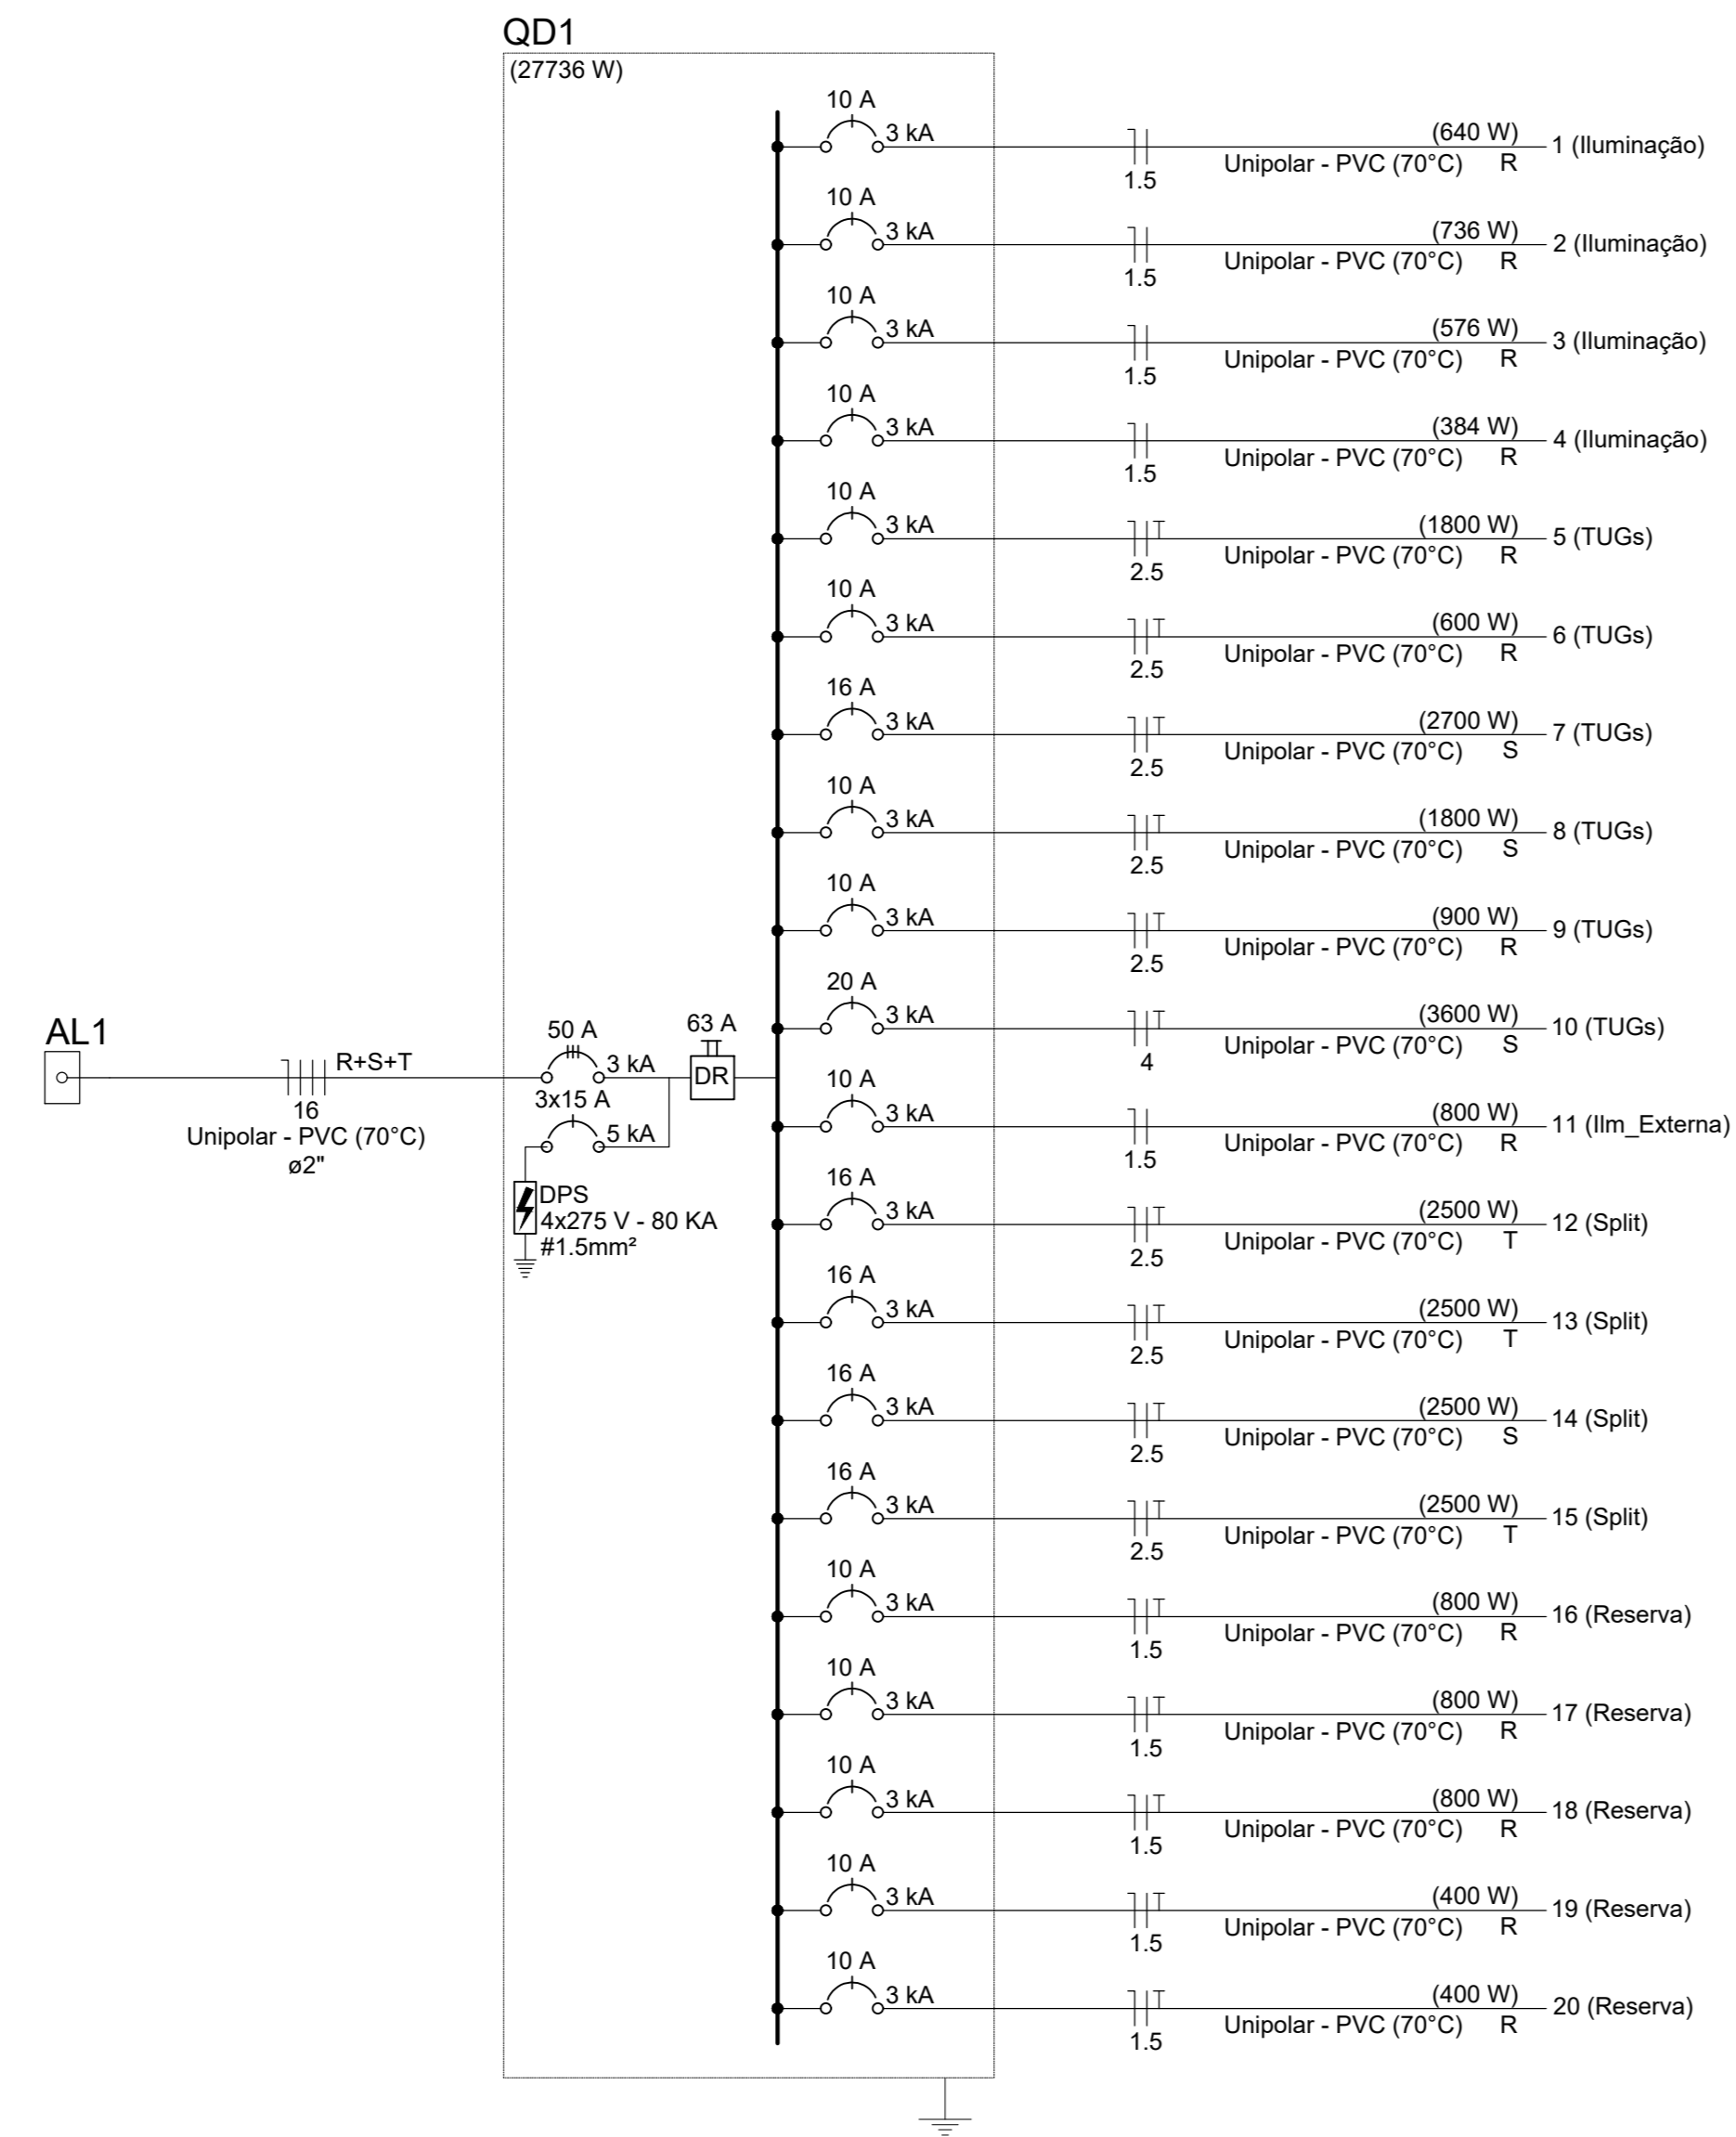 QD1
(27736 W)
10 A
3 kA
1.5
(640 W)
Unipolar - PVC (70°C) R
1 (Iluminação)
10 A
3 kA
1.5
(736 W)
Unipolar - PVC (70°C) R
2 (Iluminação)
10 A
3 kA
1.5
(576 W)
Unipolar - PVC (70°C) R
3 (Iluminação)
10 A
3 kA
1.5
(384 W)
Unipolar - PVC (70°C) R
4 (Iluminação)
10 A
3 kA
T
2.5
(1800 W)
Unipolar - PVC (70°C) R
5 (TUGs)
10 A
3 kA
T
2.5
(600 W)
Unipolar - PVC (70°C) R
6 (TUGs)
16 A
3 kA
T
2.5
(2700 W)
Unipolar - PVC (70°C) S
7 (TUGs)
10 A
3 kA
T
2.5
(1800 W)
Unipolar - PVC (70°C) S
8 (TUGs)
10 A
3 kA
T
2.5
(900 W)
Unipolar - PVC (70°C) R
9 (TUGs)
20 A
3 kA
T
4
(3600 W)
Unipolar - PVC (70°C) S
10 (TUGs)
AL1
R+S+T
16
Unipolar - PVC (70°C)
ø2"
50 A
3 kA
63 A
DR
3x15 A
5 kA
DPS
4x275 V - 80 KA
#1.5mm²
10 A
3 kA
1.5
(800 W)
Unipolar - PVC (70°C) R
11 (Ilm_Externa)
16 A
3 kA
T
2.5
(2500 W)
Unipolar - PVC (70°C) T
12 (Split)
16 A
3 kA
T
2.5
(2500 W)
Unipolar - PVC (70°C) T
13 (Split)
16 A
3 kA
T
2.5
(2500 W)
Unipolar - PVC (70°C) S
14 (Split)
16 A
3 kA
T
2.5
(2500 W)
Unipolar - PVC (70°C) T
15 (Split)
10 A
3 kA
T
1.5
(800 W)
Unipolar - PVC (70°C) R
16 (Reserva)
10 A
3 kA
T
1.5
(800 W)
Unipolar - PVC (70°C) R
17 (Reserva)
10 A
3 kA
T
1.5
(800 W)
Unipolar - PVC (70°C) R
18 (Reserva)
10 A
3 kA
T
1.5
(400 W)
Unipolar - PVC (70°C) R
19 (Reserva)
10 A
3 kA
T
1.5
(400 W)
Unipolar - PVC (70°C) R
20 (Reserva)